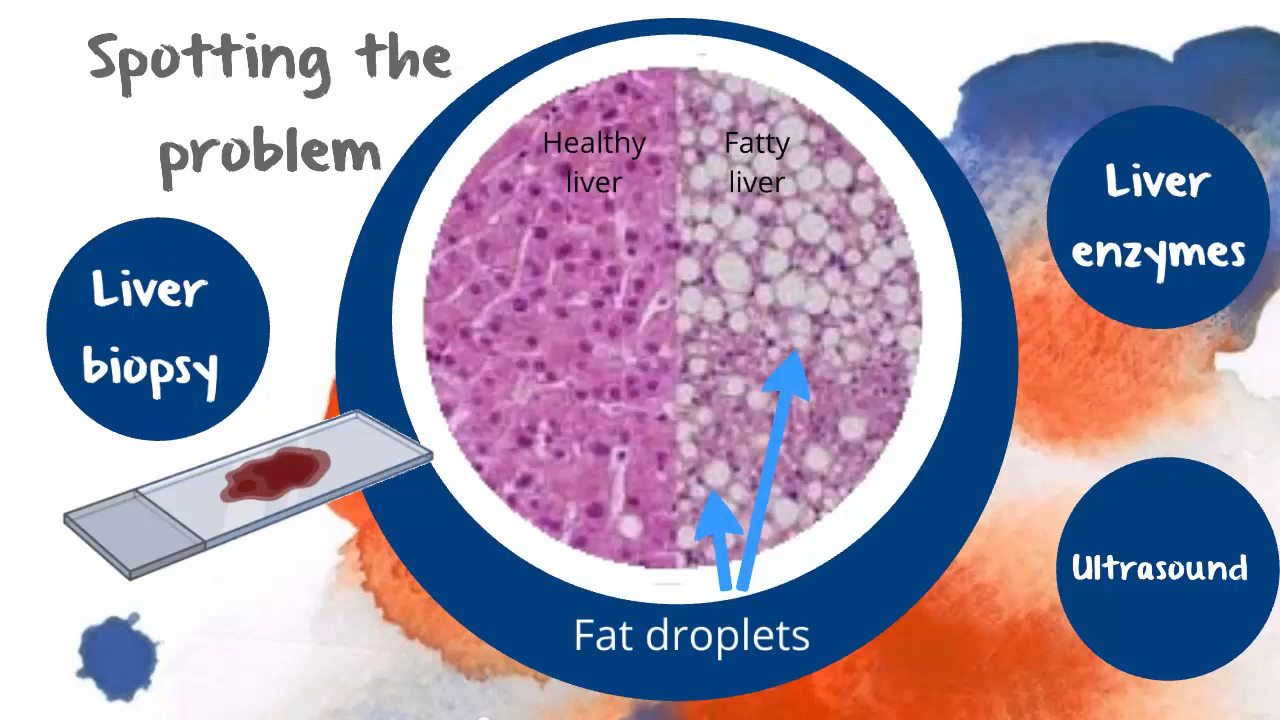 Spotting the
problem
Liver
biopsy
Healthy
liver
Fatty
liver
Fat droplets
Liver
enzymes
Ultrasound